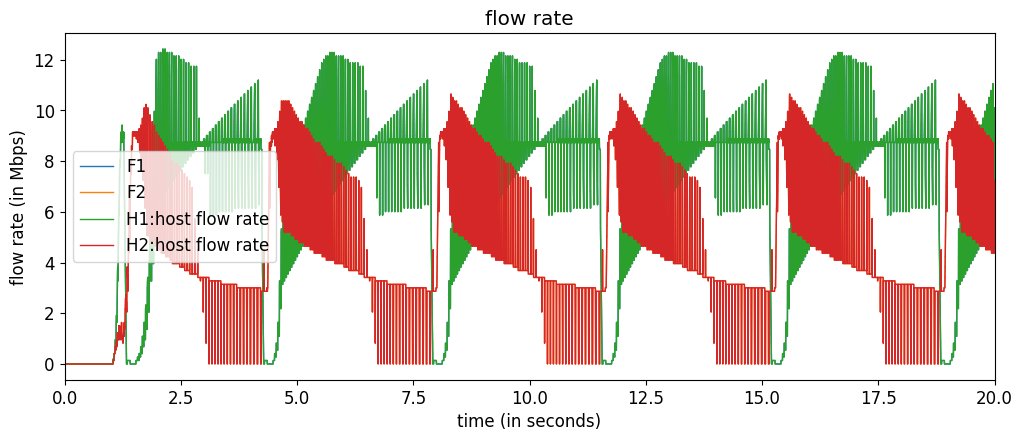 flow rate
flow rate (in Mbps)
12
10
8
6
4
2
0
F1
F2
H1:host flow rate
H2:host flow rate
0.0 2.5 5.0 7.5 10.0 12.5 15.0 17.5 20.0
time (in seconds)